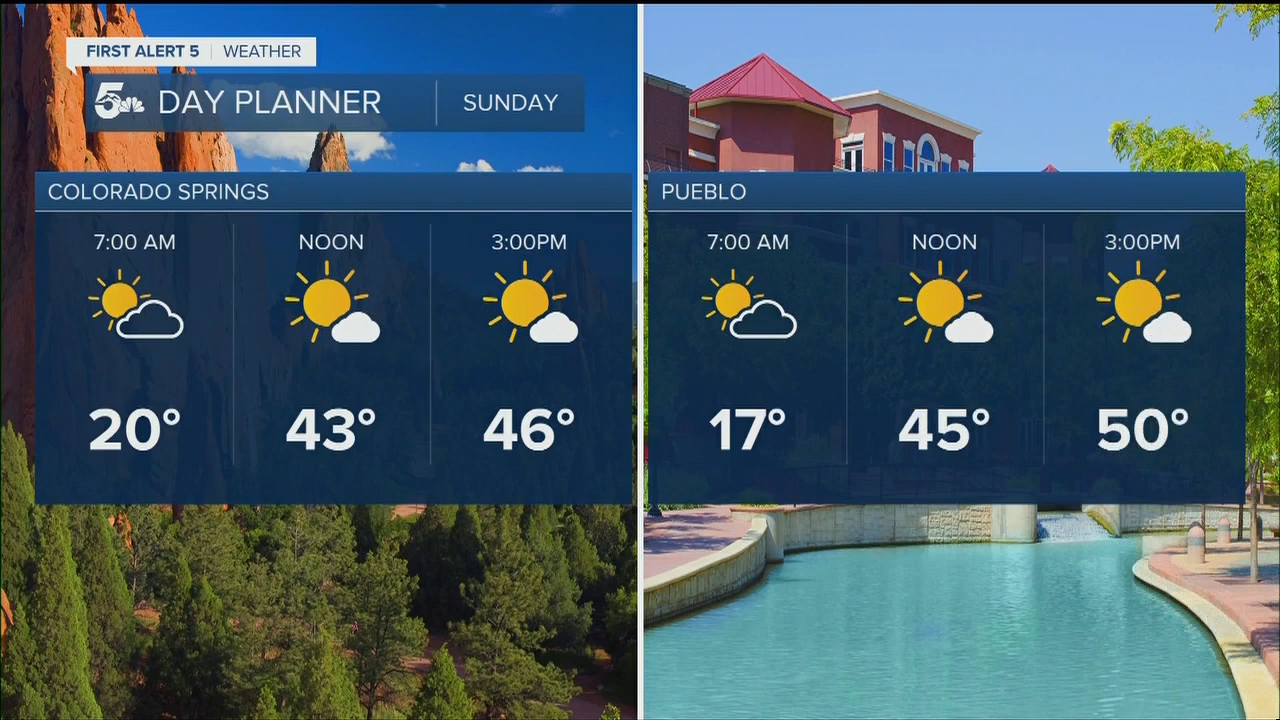 FIRST ALERT 5 | WEATHER
5 DAY PLANNER | SUNDAY
COLORADO SPRINGS
7:00 AM NOON 3:00PM
20° 43° 46°
PUEBLO
7:00 AM NOON 3:00PM
17° 45° 50°